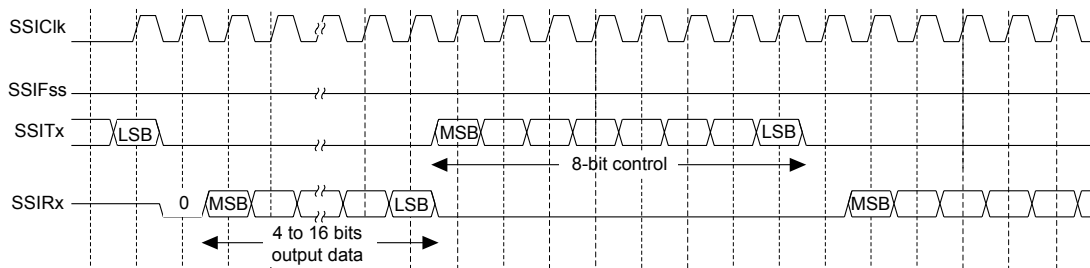 SSIClk
SSIFss
SSITx
LSB
MSB
LSB
8-bit control
SSIRx
0
MSB
LSB
MSB
4 to 16 bits
output data